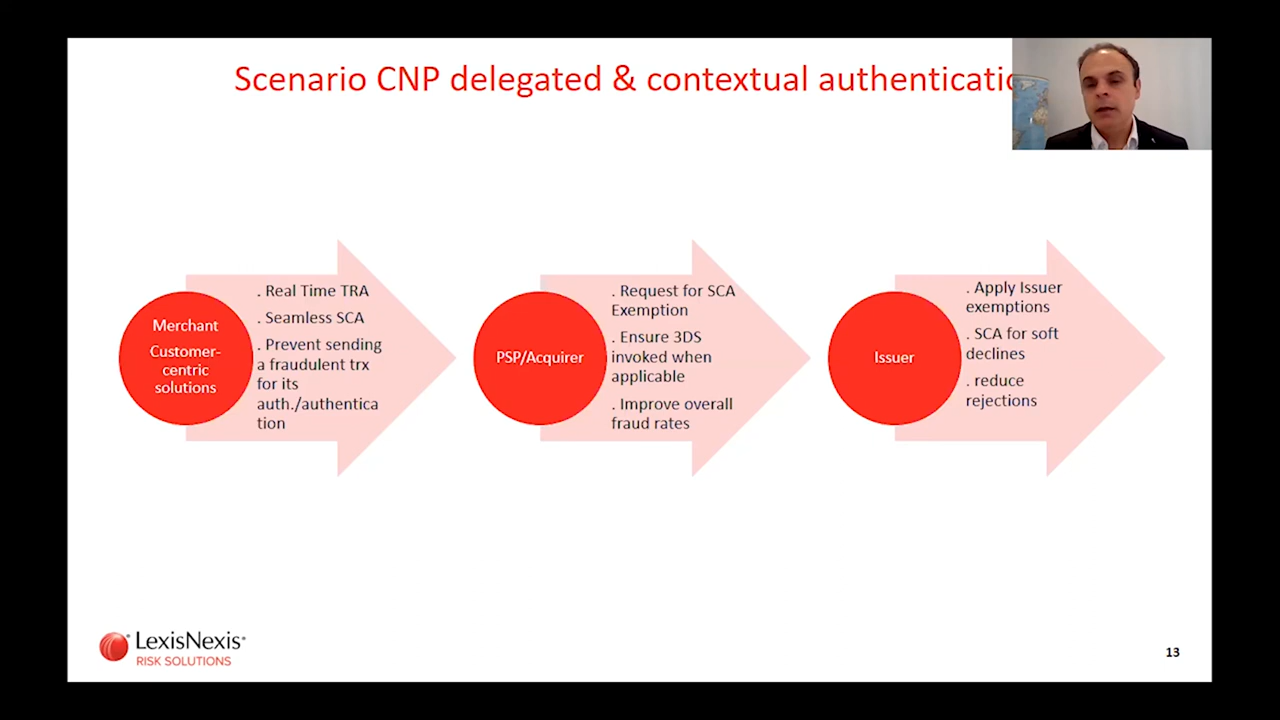 Scenario CNP delegated & contextual
Merchant
Customer-
centric
solutions
. Real Time TRA
. Seamless SCA
. Prevent sending
a fraudulent trx
for its
auth./authentica
tion
PSP/Acquirer
. Request for SCA
Exemption
. Ensure 3DS
invoked when
applicable
. Improve overall
fraud rates
Issuer
. Apply Issuer
exemptions
. SCA for soft
declines
. reduce
rejections
LexisNexis
RISK SOLUTIONS
13